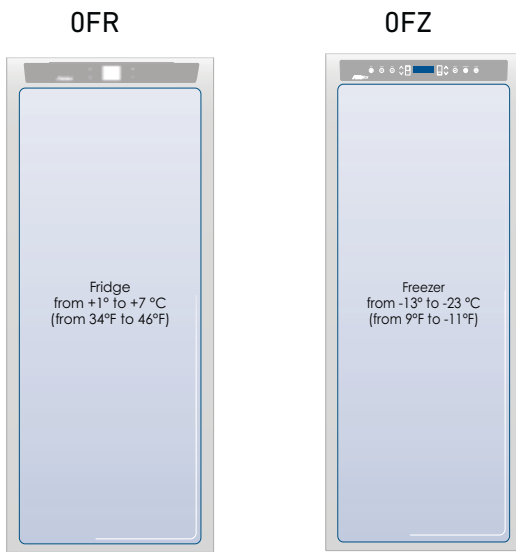 0FR
0FZ
Fridge
from +1° to +7 °C
(from 34°F to 46°F)
Freezer
from -13° to -23 °C
(from 9°F to -11°F)